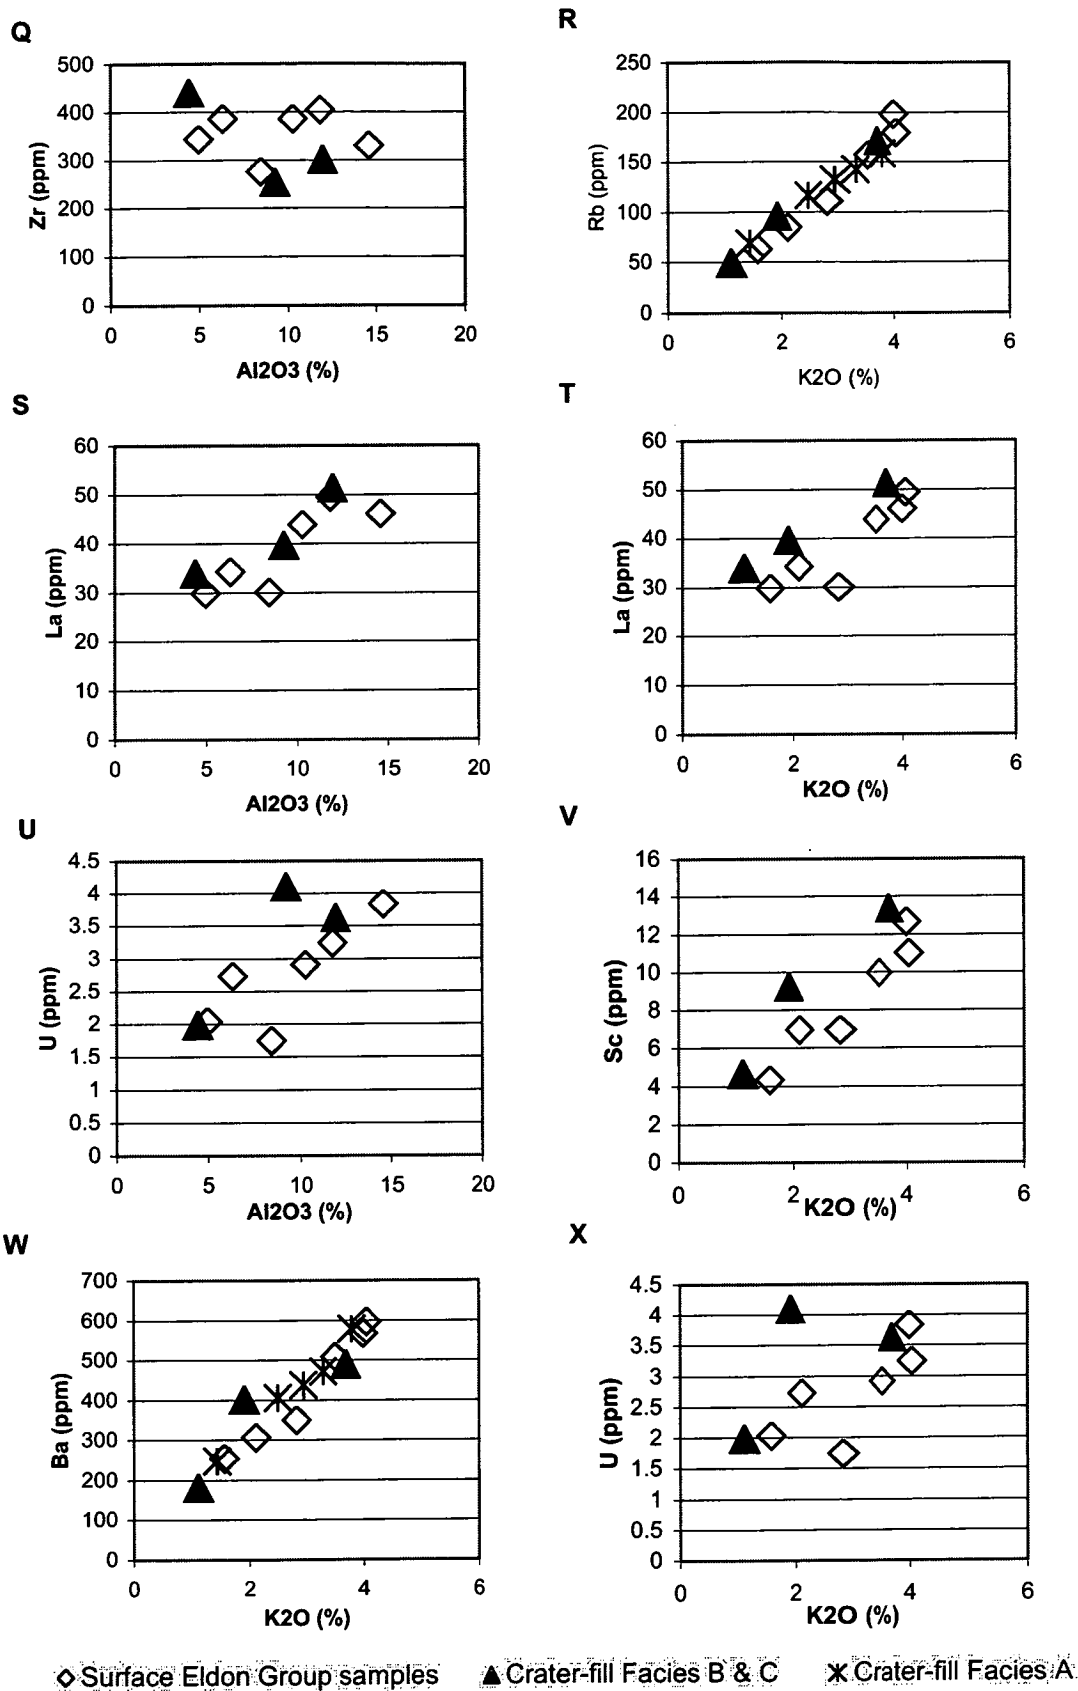 Q
500
400
300
200
100
0
Zr (ppm)
0 5 10 15 20
Al2O3 (%)
R
250
200
150
100
50
0
Rb (ppm)
0 2 4 6
K2O (%)
S
60
50
40
30
20
10
0
La (ppm)
0 5 10 15 20
Al2O3 (%)
T
60
50
40
30
20
10
0
La (ppm)
0 2 4 6
K2O (%)
U
4.5
4
3.5
3
2.5
2
1.5
1
0.5
0
U (ppm)
0 5 10 15 20
Al2O3 (%)
V
16
14
12
10
8
6
4
2
0
Sc (ppm)
0 2 4 6
K2O (%)
W
700
600
500
400
300
200
100
0
Ba (ppm)
0 2 4 6
K2O (%)
X
4.5
4
3.5
3
2.5
2
1.5
1
0.5
0
U (ppm)
0 2 4 6
K2O (%)
Surface Eldon Group samples Crater-fill Facies B & C Crater-fill Facies A